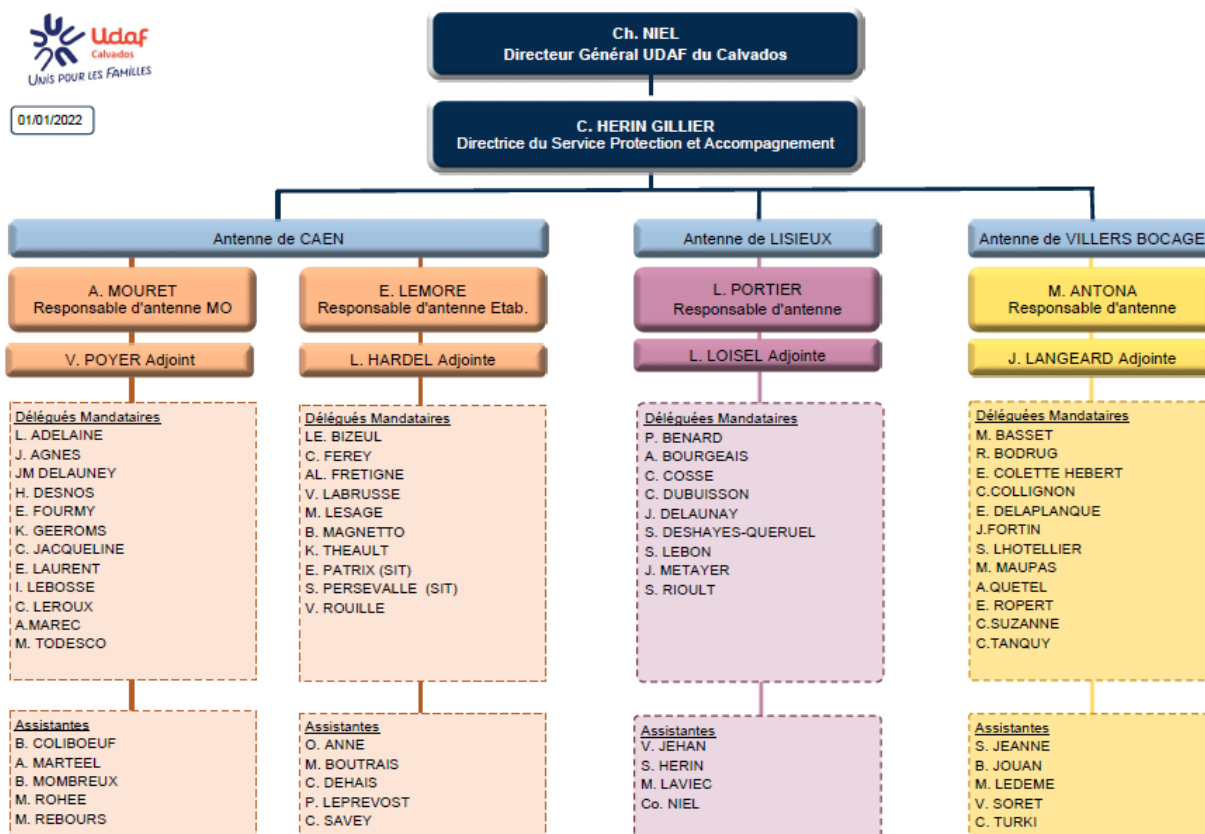 Udaf
Calvados
UNIS POUR LES FAMILLES
01/01/2022
Ch. NIEL
Directeur Général UDAF du Calvados
C. HERIN GILLIER
Directrice du Service Protection et Accompagnement
Antenne de CAEN
A. MOURET
Responsable d'antenne MO
V. POYER Adjoint
Délégués Mandataires
L. ADELAINE
J. AGNES
JM DELAUNEY
H. DESNOS
E. FOURMY
K. GEEROMS
C. JACQUELINE
E. LAURENT
I. LEBOSSE
C. LEROUX
A.MAREC
M. TODESCO
Assistantes
B. COLIBOEUF
A. MARTEEL
B. MOMBREUX
M. ROHEE
M. REBOURS
E. LEMORE
Responsable d'antenne Etab.
L. HARDEL Adjointe
Délégués Mandataires
LE. BIZEUL
C. FEREY
AL. FRETIGNE
V. LABRUSSE
M. LESAGE
B. MAGNETTO
K. THEAULT
E. PATRIX (SIT)
S. PERSEVALLE (SIT)
V. ROUILLE
Assistantes
O. ANNE
M. BOUTRAIS
C. DEHAIS
P. LEPREVOST
C. SAVEY
Antenne de LISIEUX
L. PORTIER
Responsable d'antenne
L. LOISEL Adjointe
Déléguées Mandataires
P. BENARD
A. BOURGEAIS
C. COSSE
C. DUBUISSON
J. DELAUNAY
S. DESHAYES-QUERUEL
S. LEBON
J. METAYER
S. RIOULT
Assistantes
V. JEHAN
S. HERIN
M. LAVIEC
Co. NIEL
Antenne de VILLERS BOCAGE
M. ANTONA
Responsable d'antenne
J. LANGEARD Adjointe
Déléguées Mandataires
M. BASSET
R. BODRUG
E. COLETTE HEBERT
C.COLLIGNON
E. DELAPLANQUE
J.FORTIN
S. LHOTELLIER
M. MAUPAS
A.QUETEL
E. ROPERT
C.SUZANNE
C.TANQUY
Assistantes
S. JEANNE
B. JOUAN
M. LEDEME
V. SORET
C. TURKI